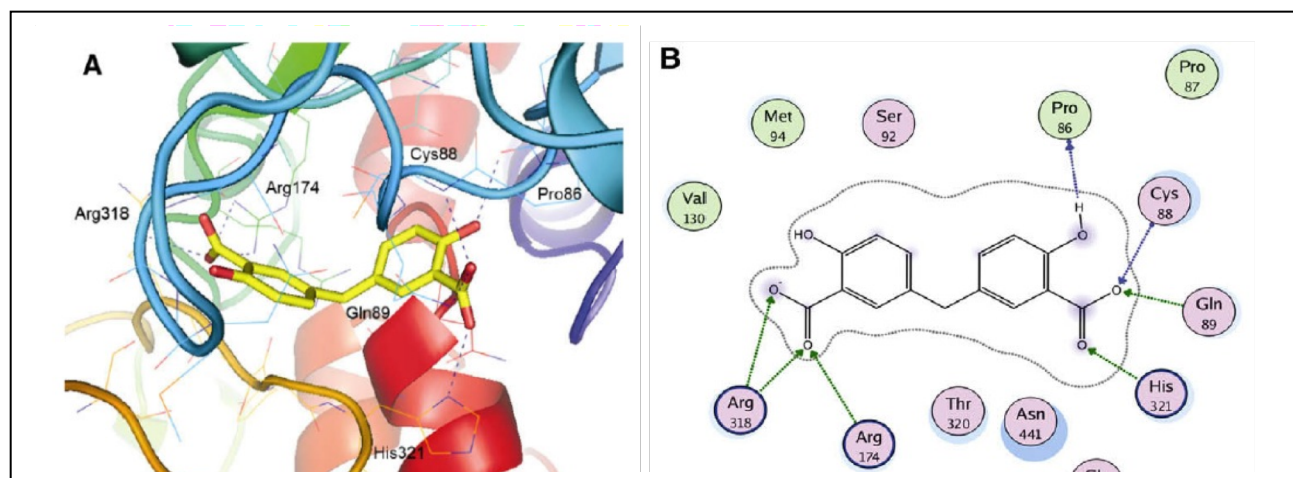 A
Cys88
Arg174
Pro86
Arg318
Gln89
His321
B
Pro
87
Pro
86
Met
94
Ser
92
Cys
88
Val
130
H
HO
O
O-
O
O
O
Gln
89
His
321
Arg
318
Thr
320
Asn
441
Arg
174